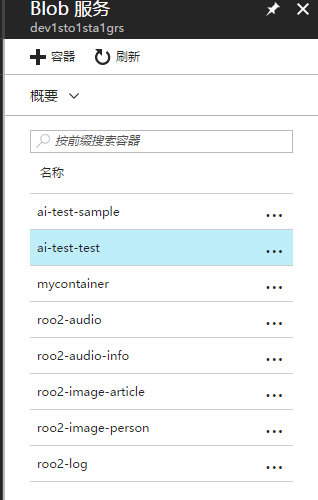 Blob 服务
dev1sto1sta1grs
容器
刷新
概要
按前缀搜索容器
名称
ai-test-sample
ai-test-test
mycontainer
roo2-audio
roo2-audio-info
roo2-image-article
roo2-image-person
roo2-log